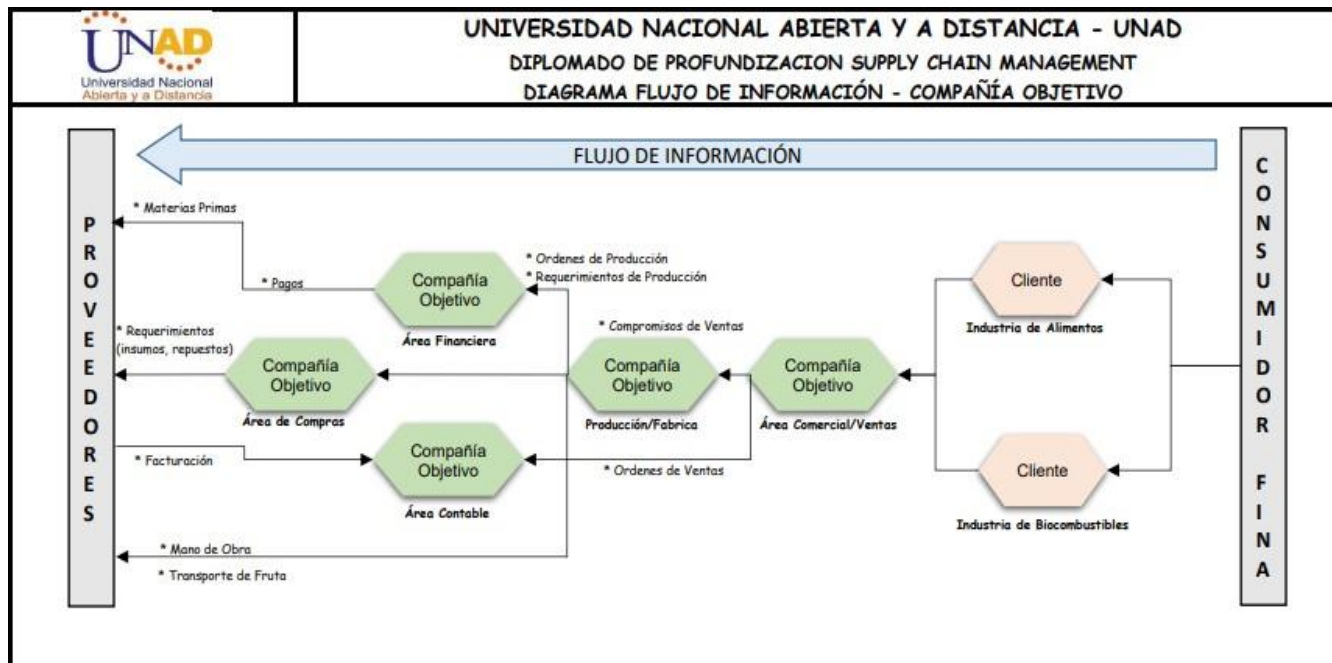 UNAD
Universidad Nacional
Abierta y a Distancia
UNIVERSIDAD NACIONAL ABIERTA Y A DISTANCIA - UNAD
DIPLOMADO DE PROFUNDIZACION SUPPLY CHAIN MANAGEMENT
DIAGRAMA FLUJO DE INFORMACIÓN - COMPAÑÍA OBJETIVO
FLUJO DE INFORMACIÓN
PROVEEDORES
* Materias Primas
* Pagos
Compañía
Objetivo
Área Financiera
* Ordenes de Producción
* Requerimientos de Producción
* Requerimientos
(insumos, repuestos)
Compañía
Objetivo
Área de Compras
* Compromisos de Ventas
Compañía
Objetivo
Producción/Fabrica
Compañía
Objetivo
Área Comercial/Ventas
Cliente
Industria de Alimentos
* Facturación
Compañía
Objetivo
Área Contable
* Ordenes de Ventas
Cliente
Industria de Biocombustibles
* Mano de Obra
* Transporte de Fruta
CONSUMIDOR FINA